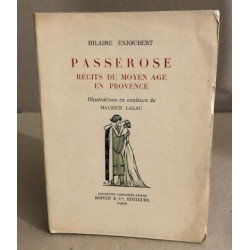 HILAIRE ENJOUBERT
PASSEROSE
RÉCITS DU MOYEN AGE
EN PROVENCE
Illustrations en couleurs de
MAURICE LALAU
ANCIENNE LIBRAIRIE FURNE
BOIVIN & Cie ÉDITEURS
PARIS